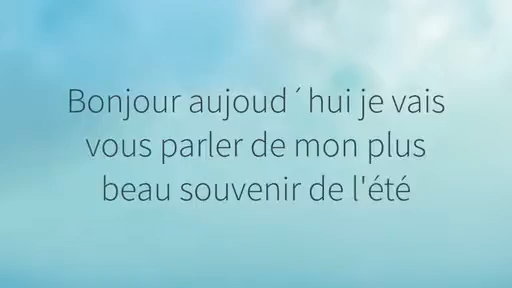 Bonjour aujoud´hui je vais
vous parler de mon plus
beau souvenir de l'été